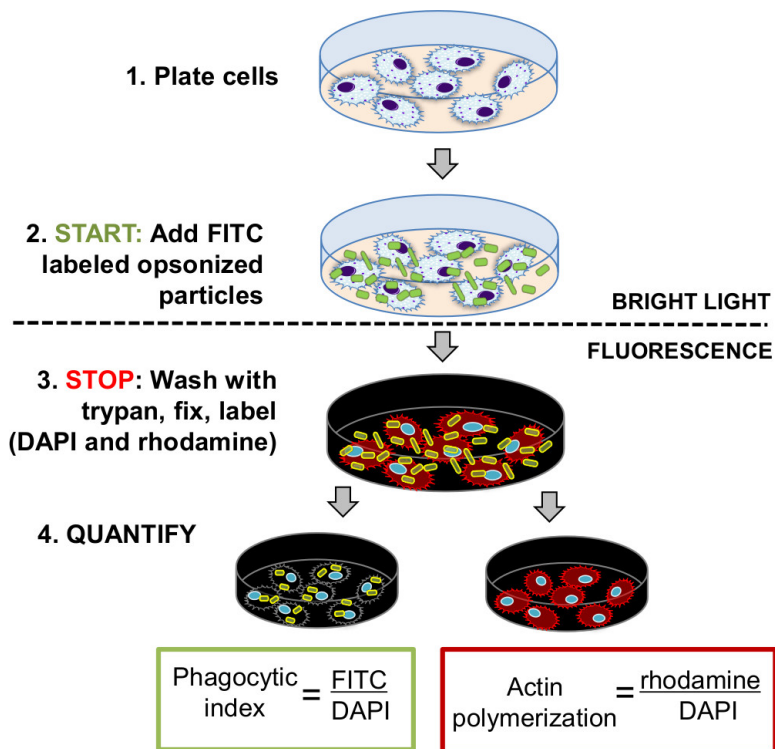 1. Plate cells
2. START: Add FITC
labeled opsonized
particles
BRIGHT LIGHT
FLUORESCENCE
3. STOP: Wash with
trypan, fix, label
(DAPI and rhodamine)
4. QUANTIFY
Phagocytic
index
=
FITC
DAPI
Actin
polymerization
=
rhodamine
DAPI